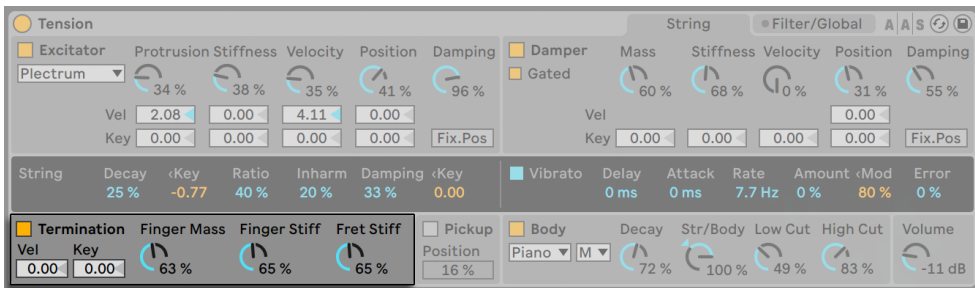 Tension String Filter/Global A A S
Excitator Protrusion Stiffness Velocity Position Damping
Plectrum 34 % 38 % 35 % 41 % 96 %
Vel 2.08 0.00 4.11 0.00
Key 0.00 0.00 0.00 0.00 Fix.Pos
Damper Mass Stiffness Velocity Position Damping
Gated 60 % 68 % 0 % 31 % 55 %
Vel 0.00
Key 0.00 0.00 0.00 0.00 Fix.Pos
String Decay ‹Key Ratio Inharm Damping ‹Key
25 % -0.77 40 % 20 % 33 % 0.00
Vibrato Delay Attack Rate Amount ‹Mod Error
0 ms 0 ms 7.7 Hz 0 % 80 % 0 %
Termination Finger Mass Finger Stiff Fret Stiff
Vel Key
0.00 0.00 63 % 65 % 65 %
Pickup
Position
16 %
Body Decay Str/Body Low Cut High Cut
Piano M 72 % 100 % 49 % 83 %
Volume
-11 dB